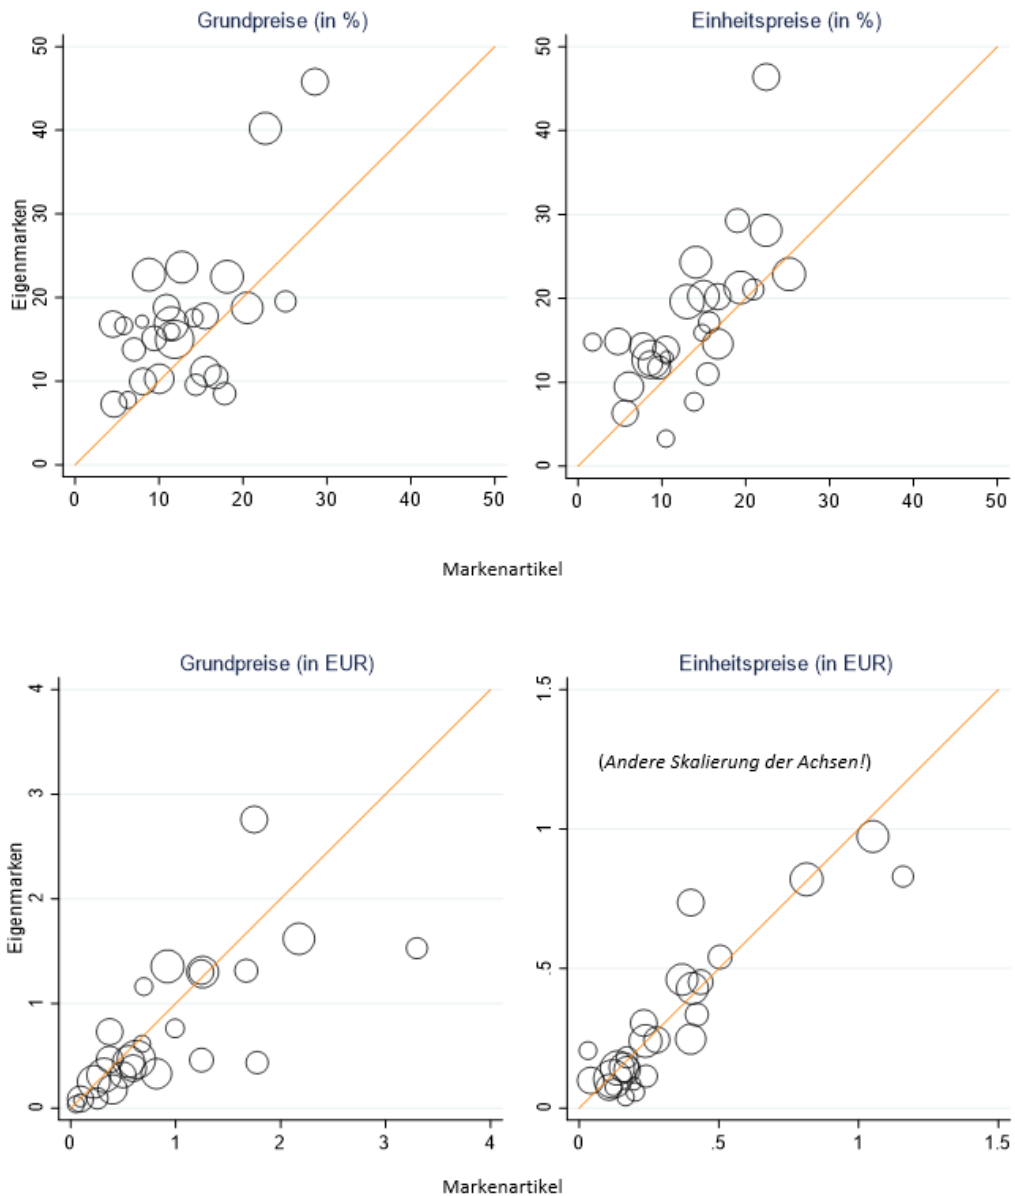 Grundpreise (in %)
Einheitspreise (in %)
50
40
30
20
10
0
Eigenmarken
0 10 20 30 40 50
50
40
30
20
10
0
0 10 20 30 40 50
Markenartikel
Grundpreise (in EUR)
Einheitspreise (in EUR)
4
3
2
1
0
Eigenmarken
0 1 2 3 4
1.5
(Andere Skalierung der Achsen!)
1
.5
0
0 .5 1 1.5
Markenartikel